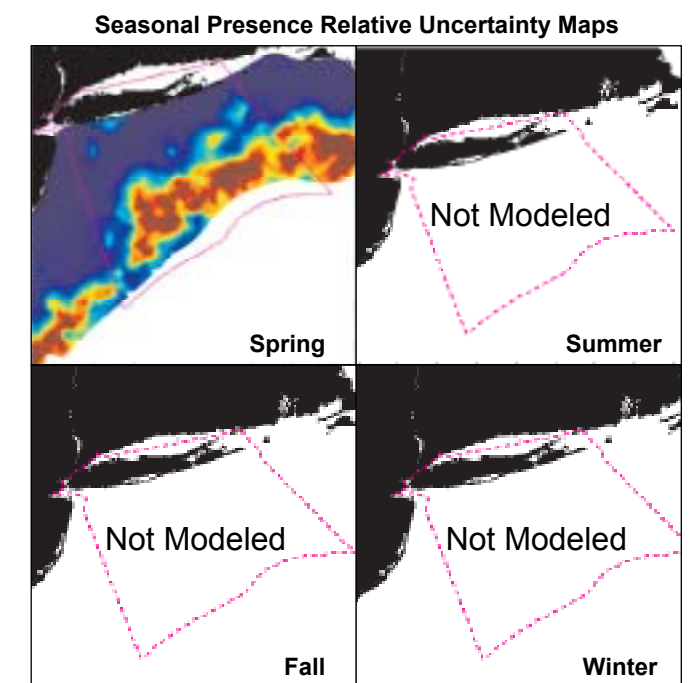 Seasonal Presence Relative Uncertainty Maps
Spring
Not Modeled
Summer
Not Modeled
Fall
Not Modeled
Winter